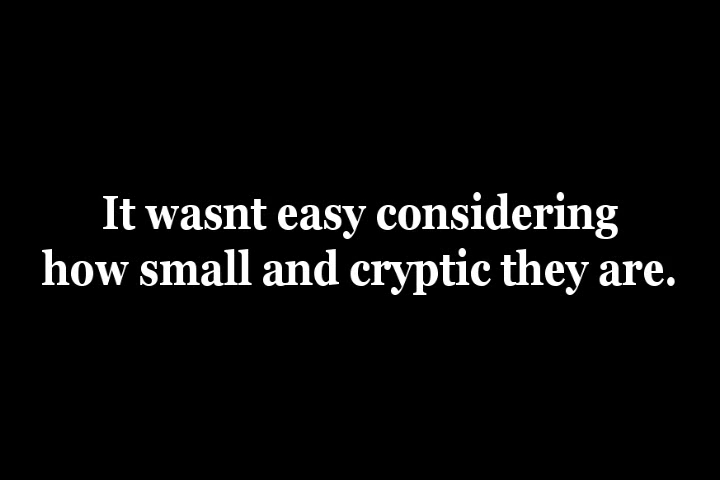 It wasnt easy considering
how small and cryptic they are.